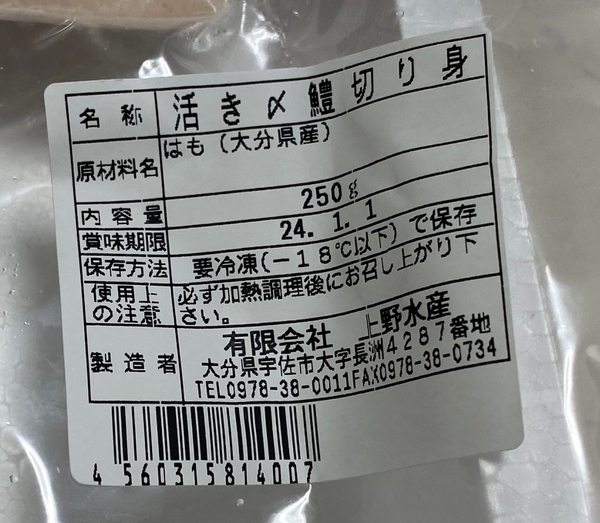 名称 活き〆鱧切り身
原材料名 はも（大分県産）
内容量 250g
賞味期限 24. 1. 1
保存方法 要冷凍(－18℃以下)で保存
使用上の注意 必ず加熱調理後にお召し上がり下
さい。
製造者 有限会社 上野水産
大分県宇佐市大字長洲4287番地
TEL0978-38-0011FAX0978-38-0734
4 560315814007